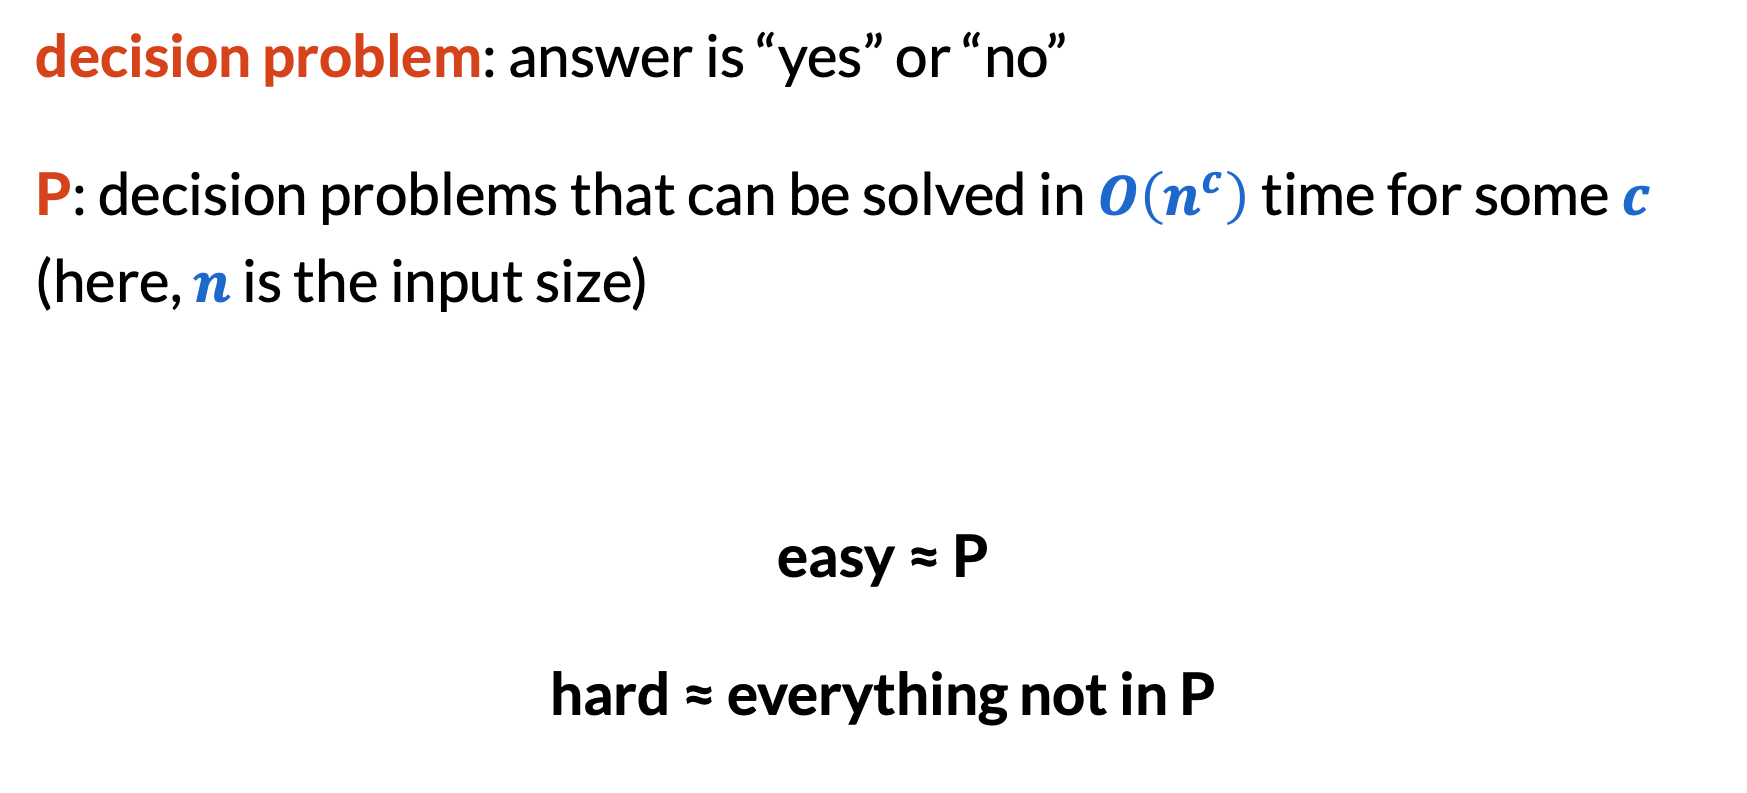 decision problem: answer is “yes” or “no”
P: decision problems that can be solved in O(nᶜ) time for some c
(here, n is the input size)
easy ≈ P
hard ≈ everything not in P